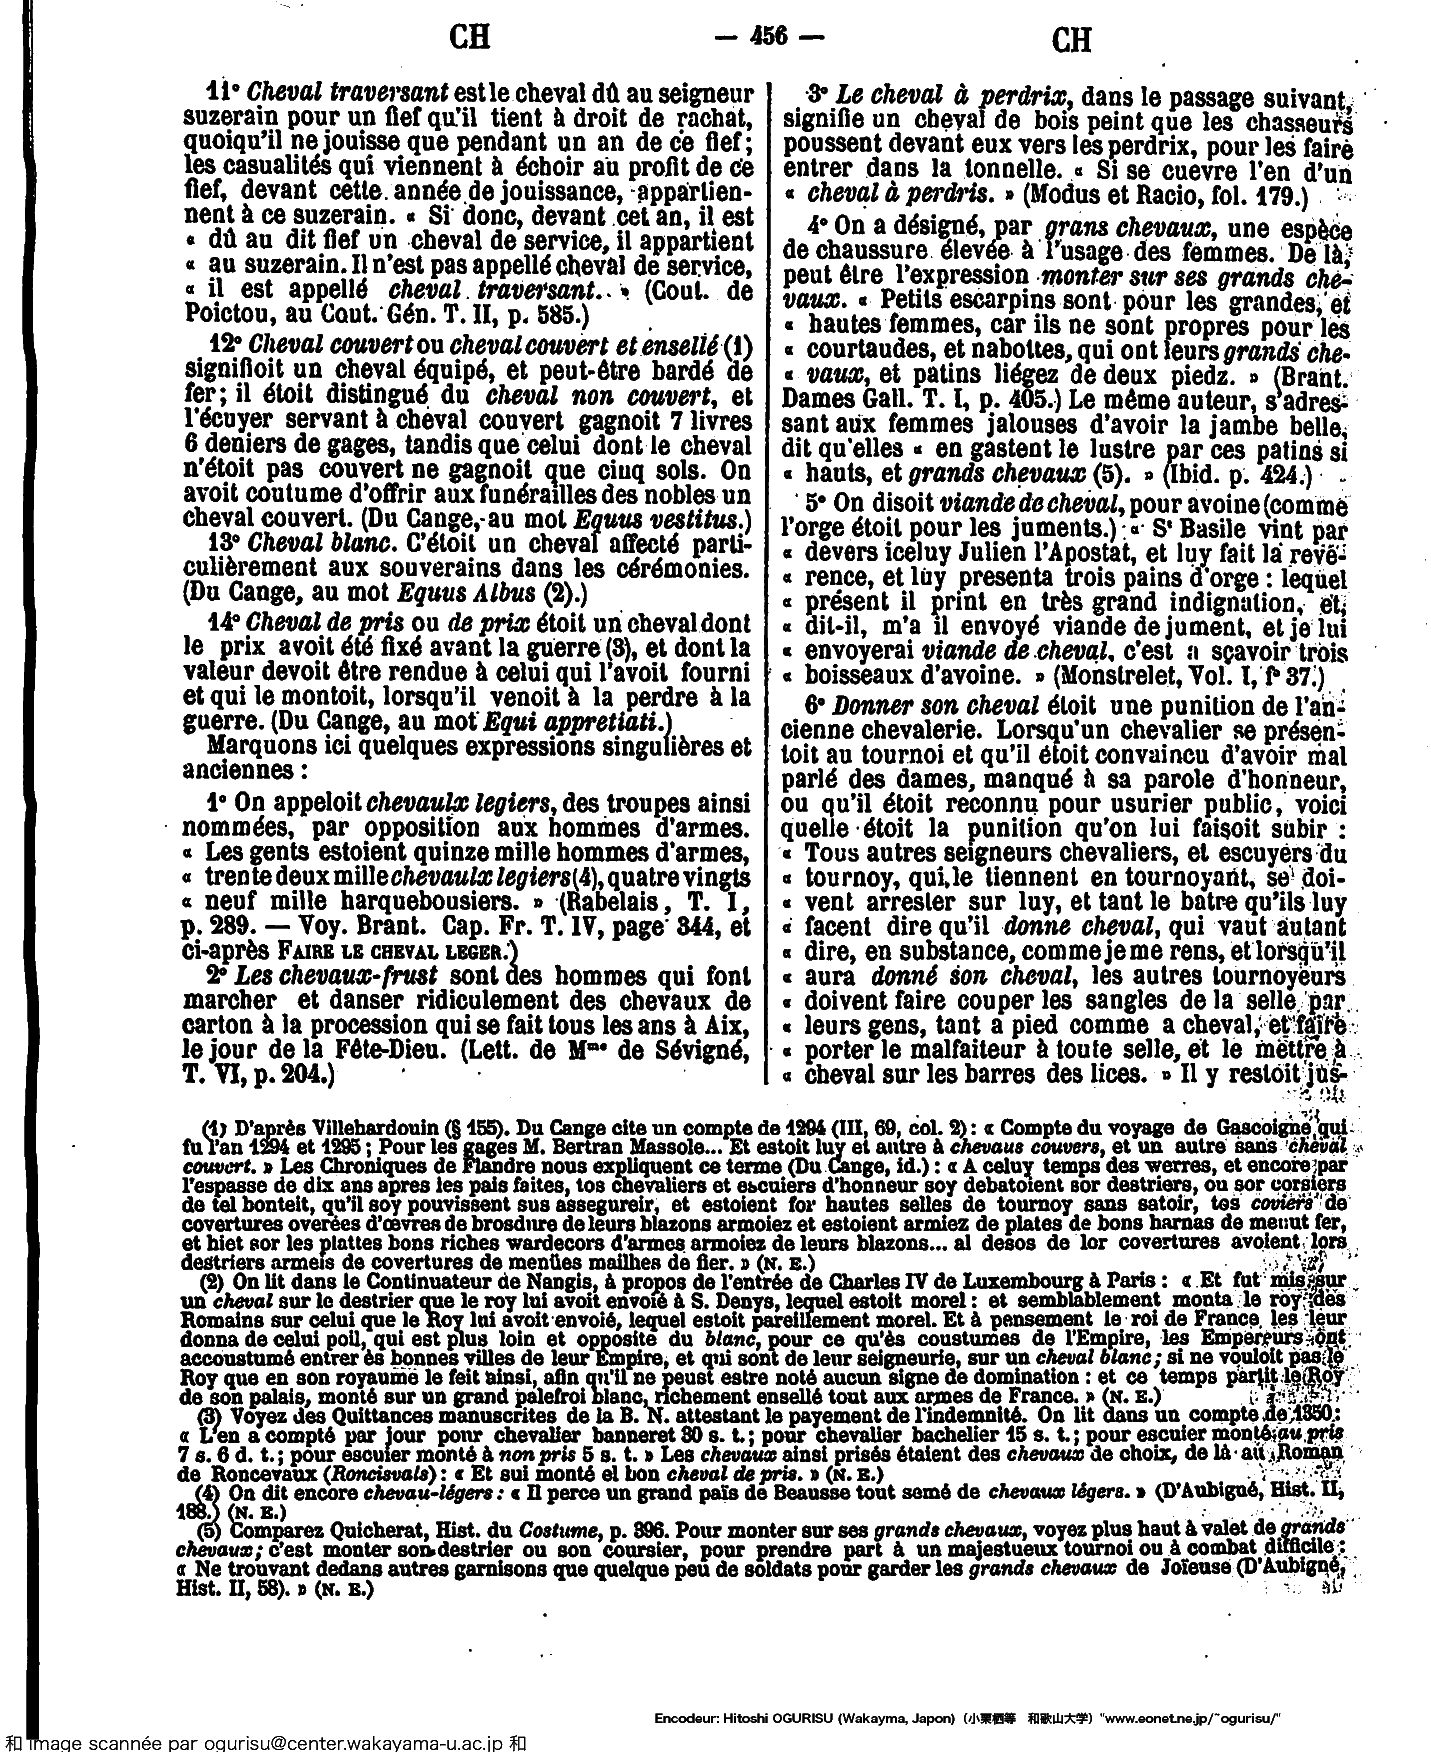 CH
— 456 —
CH
11° Cheval traversant est le cheval dû au seigneur
suzerain pour un fief qu'il tient à droit de rachat,
quoiqu'il ne jouisse que pendant un an de ce fief;
les casualités qui viennent à échoir au profit de ce
fief, devant cette année de jouissance, appartien-
nent à ce suzerain. « Si donc, devant cet an, il est
« dû au dit fief un cheval de service, il appartient
« au suzerain. Il n'est pas appellé cheval de service,
« il est appellé cheval traversant. » (Cout. de
Poictou, au Cout. Gén. T. II, p. 585.)
12° Cheval couvert ou cheval couvert et ensellé (1)
signifioit un cheval équipé, et peut-être bardé de
fer; il étoit distingué du cheval non couvert, et
l'écuyer servant à cheval couvert gagnoit 7 livres
6 deniers de gages, tandis que celui dont le cheval
n'étoit pas couvert ne gagnoit que cinq sols. On
avoit coutume d'offrir aux funérailles des nobles un
cheval couvert. (Du Cange, au mot Equus vestitus.)
13° Cheval blanc. C'étoit un cheval affecté parti-
culièrement aux souverains dans les cérémonies.
(Du Cange, au mot Equus Albus (2).)
14° Cheval de pris ou de prix étoit un cheval dont
le prix avoit été fixé avant la guerre (3), et dont la
valeur devoit être rendue à celui qui l'avoit fourni
et qui le montoit, lorsqu'il venoit à la perdre à la
guerre. (Du Cange, au mot Equi appretiati.)
Marquons ici quelques expressions singulières et
anciennes :
1° On appeloit chevaulx legiers, des troupes ainsi
nommées, par opposition aux hommes d'armes.
« Les gents estoient quinze mille hommes d'armes,
« trente deux mille chevaulx legiers (4), quatre vingts
« neuf mille harquebousiers. » (Rabelais, T. I,
p. 289. — Voy. Brant. Cap. Fr. T. IV, page 344, et
ci-après FAIRE LE CHEVAL LEGER.)
2° Les chevaux-frust sont des hommes qui font
marcher et danser ridiculement des chevaux de
carton à la procession qui se fait tous les ans à Aix,
le jour de la Fête-Dieu. (Lett. de Mme de Sévigné,
T. VI, p. 204.)
3° Le cheval à perdrix, dans le passage suivant,
signifie un cheval de bois peint que les chasseurs
poussent devant eux vers les perdrix, pour les faire
entrer dans la tonnelle. « Si se cuevre l'en d'un
« cheval à perdris. » (Modus et Racio, fol. 179.)
4° On a désigné, par grans chevaux, une espèce
de chaussure élevée à l'usage des femmes. De là,
peut être l'expression monter sur ses grands che-
vaux. « Petits escarpins sont pour les grandes, et
« hautes femmes, car ils ne sont propres pour les
« courtaudes, et nabottes, qui ont leurs grands che-
« vaux, et patins liégez de deux piedz. » (Brant.
Dames Gall. T. I, p. 405.) Le même auteur, s'adres-
sant aux femmes jalouses d'avoir la jambe belle,
dit qu'elles « en gastent le lustre par ces patins si
« hauts, et grands chevaux (5). » (Ibid. p. 424.)
5° On disoit viande de cheval, pour avoine (comme
l'orge étoit pour les juments.) « St Basile vint par
« devers iceluy Julien l'Apostat, et luy fait la reve-
« rence, et luy presenta trois pains d'orge : lequel
« présent il print en très grand indignation, et,
« dit-il, m'a il envoyé viande de jument, et je lui
« envoyerai viande de cheval, c'est a sçavoir trois
« boisseaux d'avoine. » (Monstrelet, Vol. I, f° 37.)
6° Donner son cheval étoit une punition de l'an-
cienne chevalerie. Lorsqu'un chevalier se présen-
toit au tournoi et qu'il étoit convaincu d'avoir mal
parlé des dames, manqué à sa parole d'honneur,
ou qu'il étoit reconnu pour usurier public, voici
quelle étoit la punition qu'on lui faisoit subir :
« Tous autres seigneurs chevaliers, et escuyers du
« tournoy, qui le tiennent en tournoyant, se doi-
« vent arrester sur luy, et tant le batre qu'ils luy
« facent dire qu'il donne cheval, qui vaut autant
« dire, en substance, comme je me rens, et lorsqu'il
« aura donné son cheval, les autres tournoyeurs
« doivent faire couper les sangles de la selle par
« leurs gens, tant a pied comme a cheval, et faire
« porter le malfaiteur à toute selle, et le mettre à
« cheval sur les barres des lices. » Il y restoit jus-
(1) D'après Villehardouin (§ 155). Du Cange cite un compte de 1294 (III, 69, col. 2) : « Compte du voyage de Gascoigne qui
fu l'an 1294 et 1295 ; Pour les gages M. Bertran Massole... Et estoit luy et autre à chevaus couvers, et un autre sans cheval
couvert. » Les Chroniques de Flandre nous expliquent ce terme (Du Cange, id.) : « A celuy temps des werres, et encore par
l'espasse de dix ans apres les pais faites, tos chevaliers et escuiers d'honneur soy debatoient sor destriers, ou sor corsiers
de tel bonteit, qu'il soy pouvissent sus assegureir, et estoient for hautes selles de tournoy sans satoir, tos coviers de
covertures overées d'œvres de brosdure de leurs blazons armoiez et estoient armiez de plates de bons harnas de menut fer,
et hiet sor les plattes bons riches wardecors d'armes armoiez de leurs blazons... al desos de lor covertures avoient lors
destriers armeis de covertures de menües mailhes de fier. » (N. E.)
(2) On lit dans le Continuateur de Nangis, à propos de l'entrée de Charles IV de Luxembourg à Paris : « Et fut mis sur
un cheval sur le destrier que le roy lui avoit envoié à S. Denys, lequel estoit morel : et semblablement monta le roy des
Romains sur celui que le Roy lui avoit envoié, lequel estoit pareillement morel. Et à pensement le roi de France les leur
donna de celui poil, qui est plus loin et opposite du blanc, pour ce qu'ès coustumes de l'Empire, les Empereurs ont
accoustumé entrer ès bonnes villes de leur Empire, et qui sont de leur seigneurie, sur un cheval blanc ; si ne vouloit pas le
Roy que en son royaume le feit ainsi, afin qu'il ne peust estre noté aucun signe de domination : et ce temps partit le Roy
de son palais, monté sur un grand palefroi blanc, richement ensellé tout aux armes de France. » (N. E.)
(3) Voyez des Quittances manuscrites de la B. N. attestant le payement de l'indemnité. On lit dans un compte de 1350 :
« L'en a compté par jour pour chevalier banneret 30 s. t.; pour chevalier bachelier 15 s. t. ; pour escuier monté au pris
7 s. 6 d. t.; pour escuier monté à non pris 5 s. t. » Les chevaux ainsi prisés étaient des chevaux de choix, de là au Roman
de Roncevaux (Roncisvals) : « Et sui monté el bon cheval de pris. » (N. E.)
(4) On dit encore chevau-légers : « Il perce un grand païs de Beausse tout semé de chevaux légers. » (D'Aubigné, Hist. II,
188.) (N. E.)
(5) Comparez Quicherat, Hist. du Costume, p. 396. Pour monter sur ses grands chevaux, voyez plus haut à valet de grands
chevaux ; c'est monter son destrier ou son coursier, pour prendre part à un majestueux tournoi ou à combat difficile :
« Ne trouvant dedans autres garnisons que quelque peu de soldats pour garder les grands chevaux de Joïeuse (D'Aubigné,
Hist. II, 58). » (N. E.)
Encodeur: Hitoshi OGURISU (Wakayma, Japon) (小栗栖等 和歌山大学) "www.eonet.ne.jp/~ogurisu/"
和 Image scannée par ogurisu@center.wakayama-u.ac.jp 和